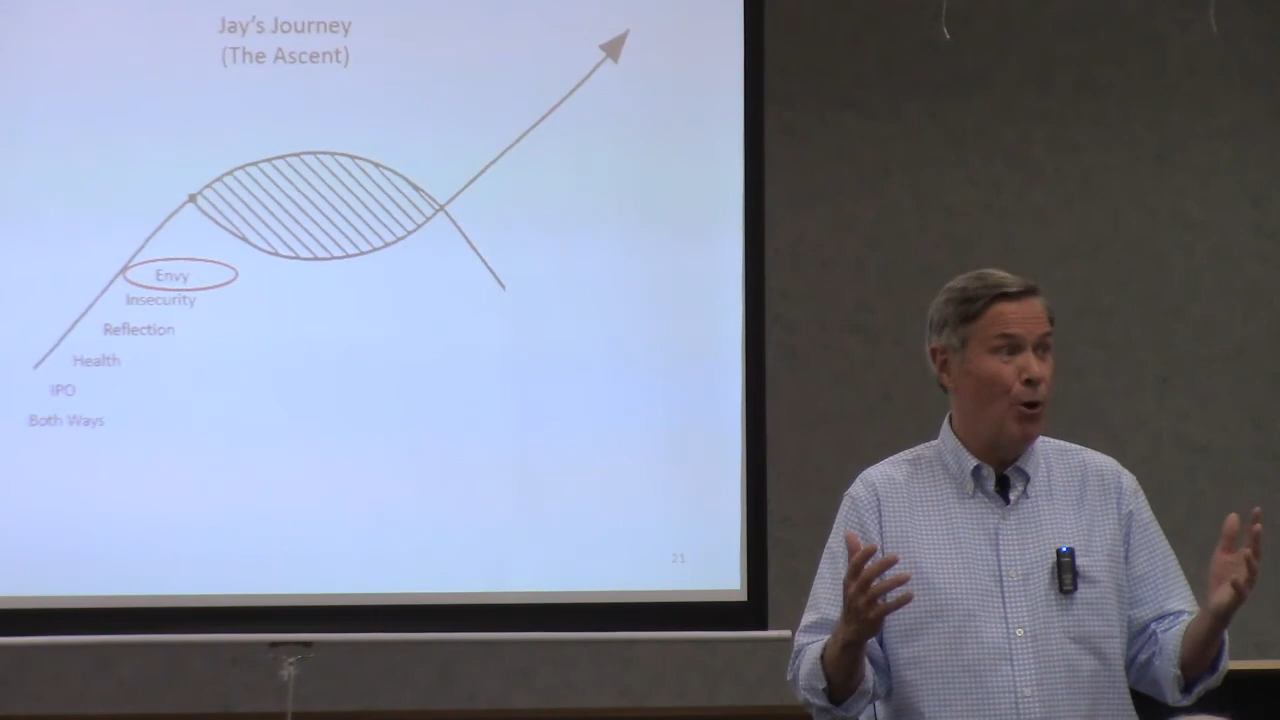 Jay's Journey
(The Ascent)
Envy
Insecurity
Reflection
Health
IPO
Both Ways
21